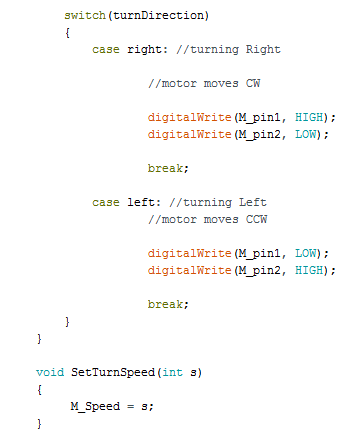 switch(turnDirection)
{
case right: //turning Right
//motor moves CW
digitalWrite(M_pin1, HIGH);
digitalWrite(M_pin2, LOW);
break;
case left: //turning Left
//motor moves CCW
digitalWrite(M_pin1, LOW);
digitalWrite(M_pin2, HIGH);
break;
}
}
void SetTurnSpeed(int s)
{
M_Speed = s;
}